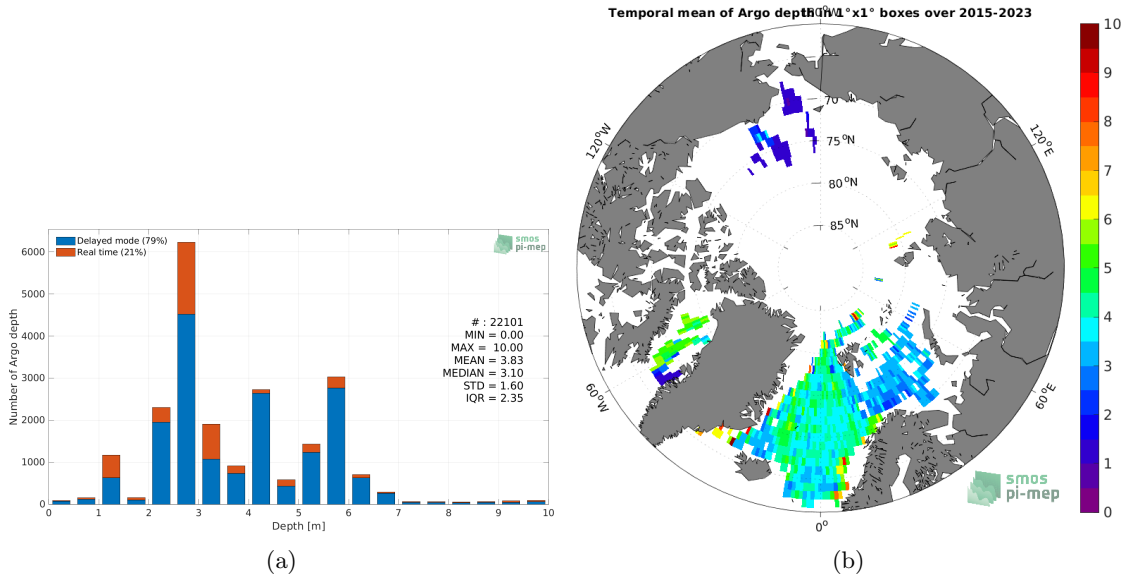 Temporal mean of Argo depth in 1°x1° boxes over 2015-2023
Delayed mode (79%)
Real time (21%)
smos
pi-mep
# : 22101
MIN = 0.00
MAX = 10.00
MEAN = 3.83
MEDIAN = 3.10
STD = 1.60
IQR = 2.35
Number of Argo depth
6000
5000
4000
3000
2000
1000
0
0 1 2 3 4 5 6 7 8 9 10
Depth [m]
(a)
120°W
120°E
60°W
60°E
0°
75°N
80°N
85°N
smos
pi-mep
10
9
8
7
6
5
4
3
2
1
0
(b)